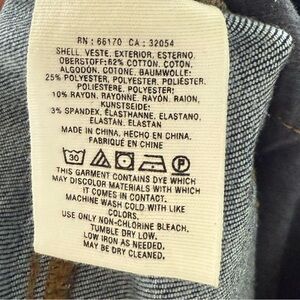 RN : 66170 CA : 32054
SHELL, VESTE, EXTERIOR, ESTERNO,
OBERSTOFF:62% COTTON, COTON,
ALGODÓN, COTONE, BAUMWOLLE:
25% POLYESTER, POLYESTER, POLIÉSTER,
POLIESTERE, POLYESTER:
10% RAYON, RAYONNE, RAYÓN, RAION,
KUNSTSEIDE:
3% SPANDEX, ÉLASTHANNE, ELASTANO,
ELASTAN, ELASTAN
MADE IN CHINA, HECHO EN CHINA,
FABRIQUÉ EN CHINE
30 P
THIS GARMENT CONTAINS DYE WHICH
MAY DISCOLOR MATERIALS WITH WHICH
IT COMES IN CONTACT.
MACHINE WASH COLD WITH LIKE
COLORS.
USE ONLY NON-CHLORINE BLEACH.
TUMBLE DRY LOW.
LOW IRON AS NEEDED.
MAY BE DRY CLEANED.